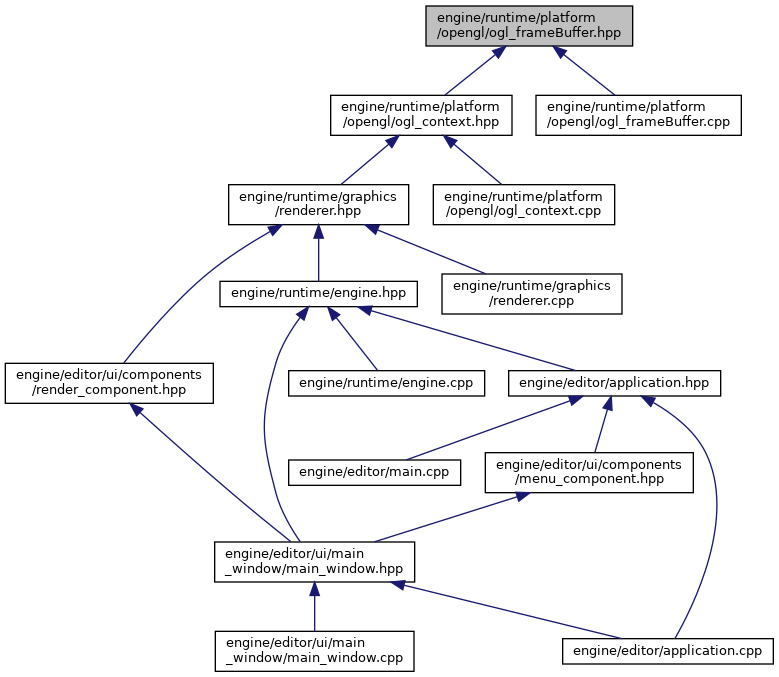 engine/runtime/platform
/opengl/ogl_frameBuffer.hpp
engine/runtime/platform
/opengl/ogl_context.hpp
engine/runtime/platform
/opengl/ogl_frameBuffer.cpp
engine/runtime/graphics
/renderer.hpp
engine/runtime/platform
/opengl/ogl_context.cpp
engine/runtime/engine.hpp
engine/runtime/graphics
/renderer.cpp
engine/editor/ui/components
/render_component.hpp
engine/runtime/engine.cpp
engine/editor/application.hpp
engine/editor/main.cpp
engine/editor/ui/components
/menu_component.hpp
engine/editor/ui/main
_window/main_window.hpp
engine/editor/ui/main
_window/main_window.cpp
engine/editor/application.cpp